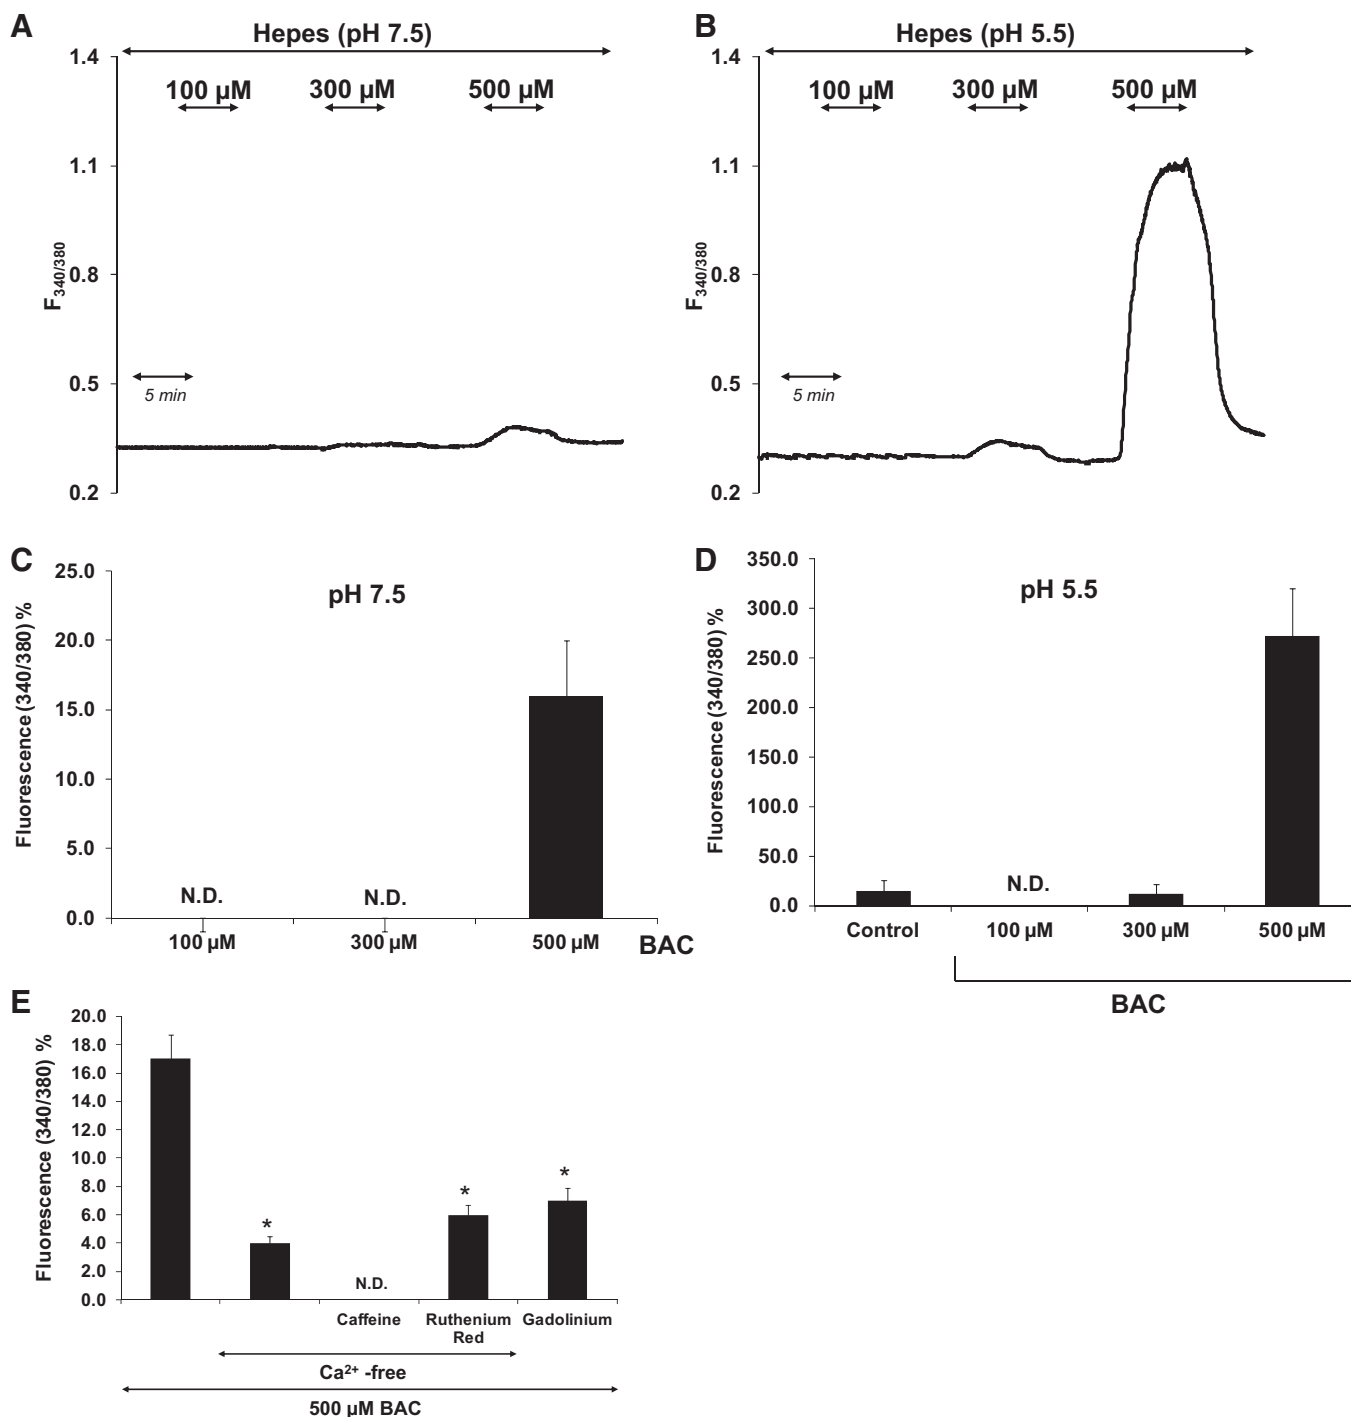 A
Hepes (pH 7.5)
1.4
100 µM
300 µM
500 µM
1.1
0.8
F340/380
0.5
5 min
0.2
B
Hepes (pH 5.5)
1.4
100 µM
300 µM
500 µM
1.1
0.8
F340/380
0.5
5 min
0.2
C
pH 7.5
25.0
20.0
15.0
10.0
5.0
0.0
Fluorescence (340/380) %
N.D.
N.D.
100 µM
300 µM
500 µM
BAC
D
pH 5.5
350.0
300.0
250.0
200.0
150.0
100.0
50.0
0.0
Fluorescence (340/380) %
N.D.
Control
100 µM
300 µM
500 µM
BAC
E
20.0
18.0
16.0
14.0
12.0
10.0
8.0
6.0
4.0
2.0
0.0
Fluorescence (340/380) %
*
N.D.
*
*
Caffeine
Ruthenium
Red
Gadolinium
Ca²⁺ -free
500 µM BAC